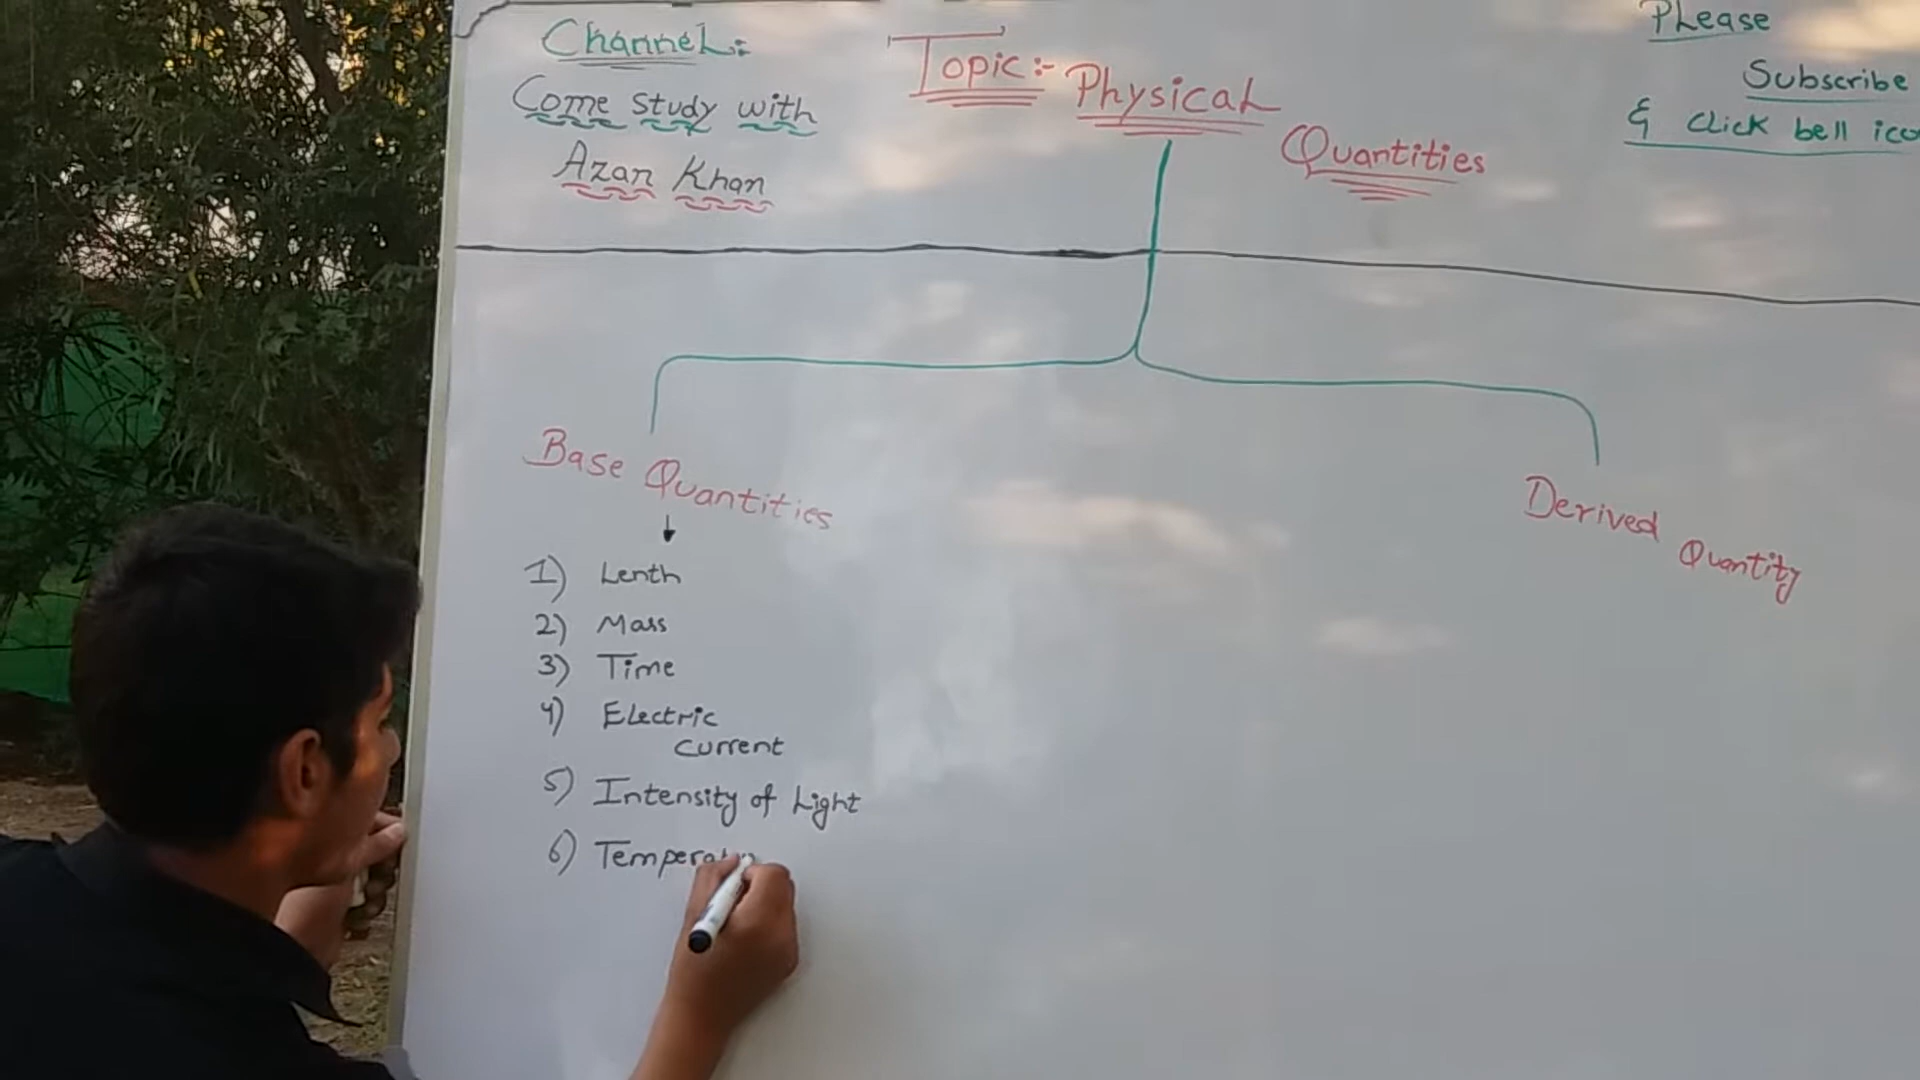 Channel:
Come study with
Azan Khan
Topic:- Physical
Quantities
Please
Subscribe
& click bell
Base Quantities
1) Lenth
2) Mass
3) Time
4) Electric
current
5) Intensity of Light
6)
Derived
Quantity